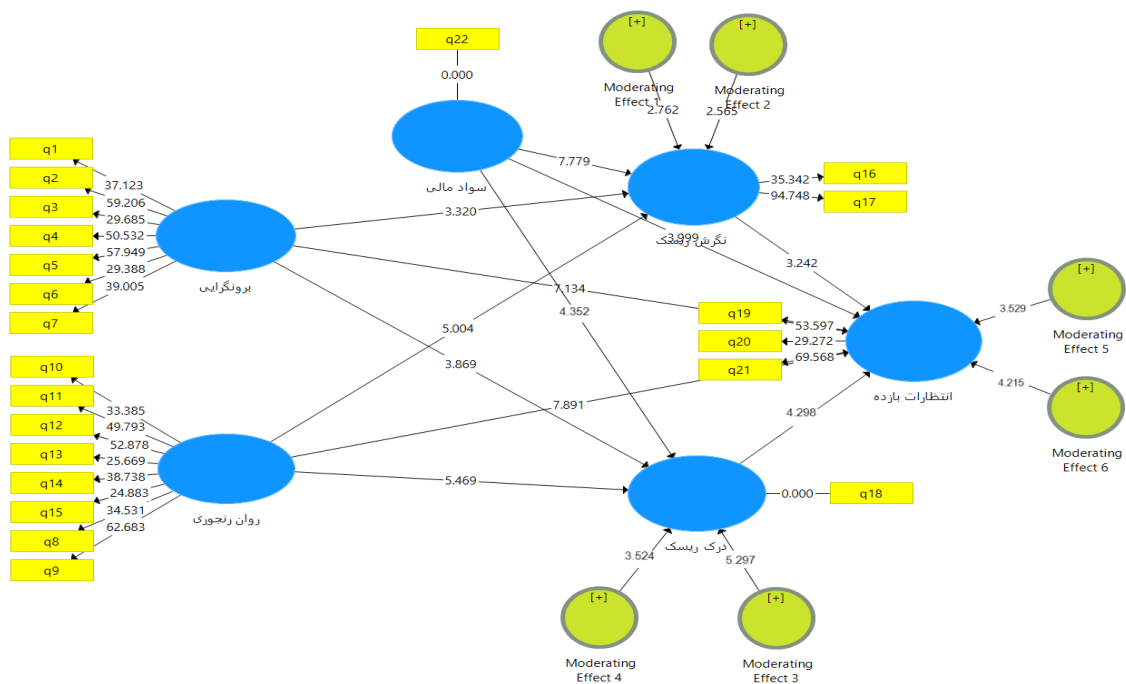 q22
0.000
[+]
[+]
Moderating
Effect 1
Moderating
Effect 2
2.762
2.565
سواد مالی
7.779
q1
q2
q3
q4
q5
q6
q7
37.123
59.206
29.685
50.532
57.949
29.388
39.005
برونگرایی
3.320
35.342
94.748
q16
q17
نگرش ریسک
3.999
3.242
7.134
4.352
5.004
3.869
7.891
5.469
q19
q20
q21
53.597
29.272
69.568
انتظارات بازده
[+]
3.529
Moderating
Effect 5
[+]
4.215
Moderating
Effect 6
4.298
q10
q11
q12
q13
q14
q15
q8
q9
33.385
49.793
52.878
25.669
38.738
24.883
34.531
62.683
روان رنجوری
0.000
q18
درک ریسک
3.524
5.297
[+]
Moderating
Effect 4
[+]
Moderating
Effect 3